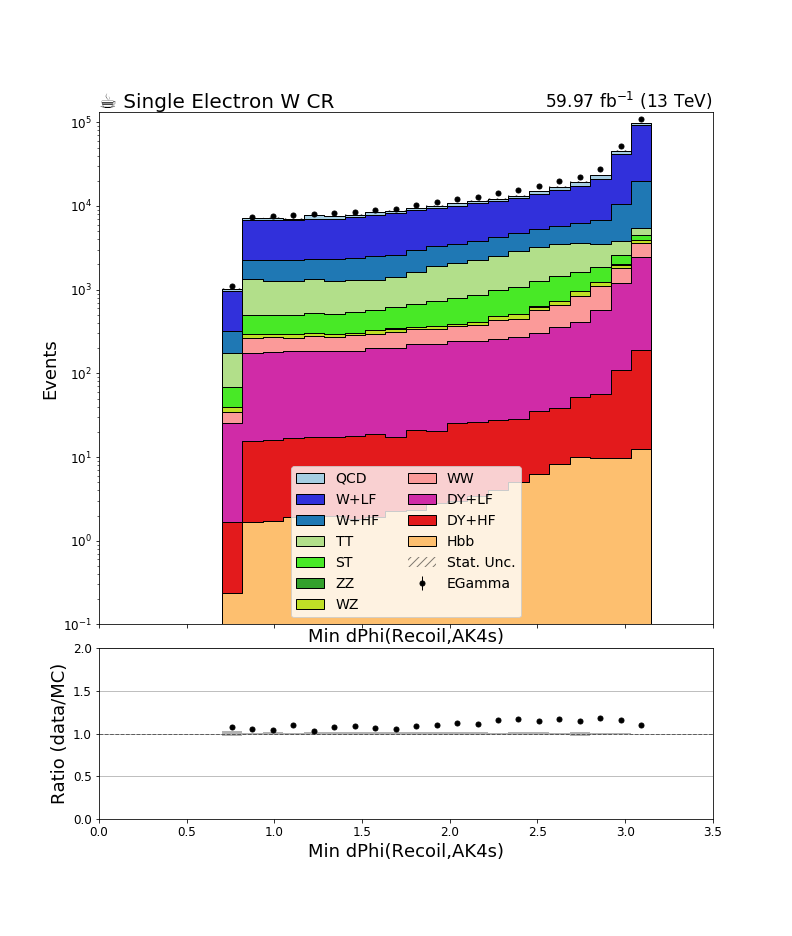 ☕ Single Electron W CR
59.97 fb⁻¹ (13 TeV)
Events
10⁵
10⁴
10³
10²
10¹
10⁰
10⁻¹
QCD
W+LF
W+HF
TT
ST
ZZ
WZ
WW
DY+LF
DY+HF
Hbb
Stat. Unc.
EGamma
Min dPhi(Recoil,AK4s)
Ratio (data/MC)
2.0
1.5
1.0
0.5
0.0
0.0 0.5 1.0 1.5 2.0 2.5 3.0 3.5
Min dPhi(Recoil,AK4s)